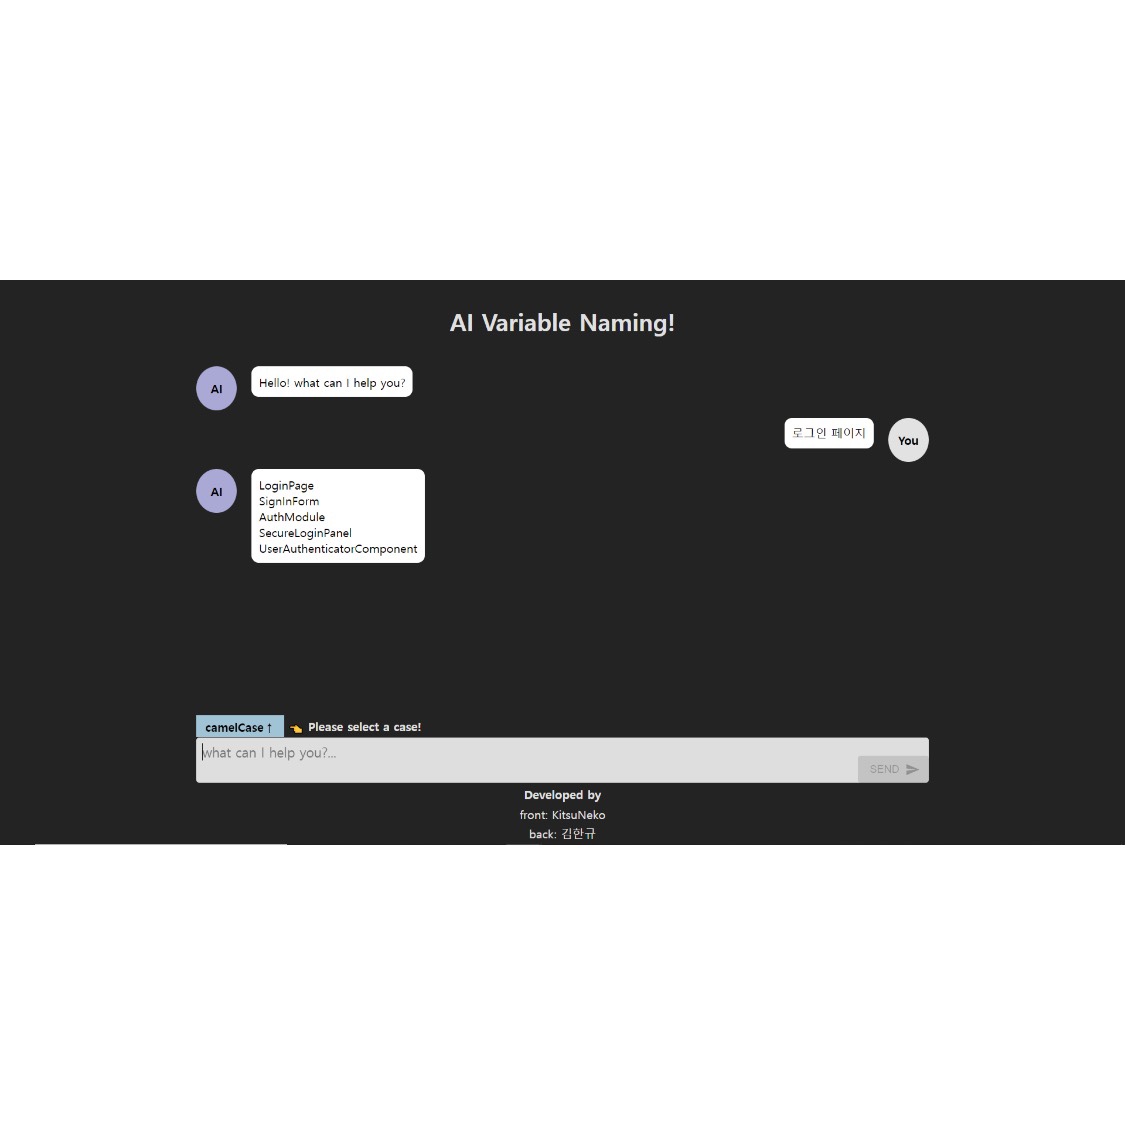 AI Variable Naming!
AI
Hello! what can I help you?
로그인 페이지
You
AI
LoginPage
SignInForm
AuthModule
SecureLoginPanel
UserAuthenticatorComponent
camelCase↑ 👈 Please select a case!
what can I help you?...
SEND
Developed by
front: KitsuNeko
back: 김한규